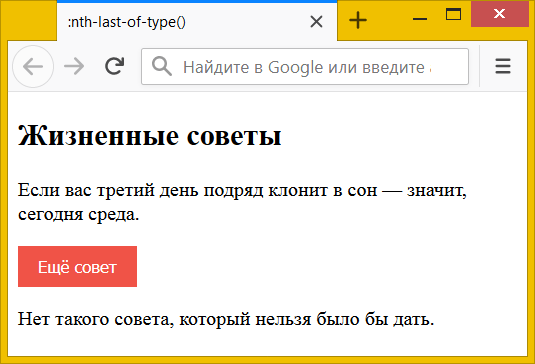 :nth-last-of-type()
Найдите в Google или введите
Жизненные советы
Если вас третий день подряд клонит в сон — значит,
сегодня среда.
Ещё совет
Нет такого совета, который нельзя было бы дать.